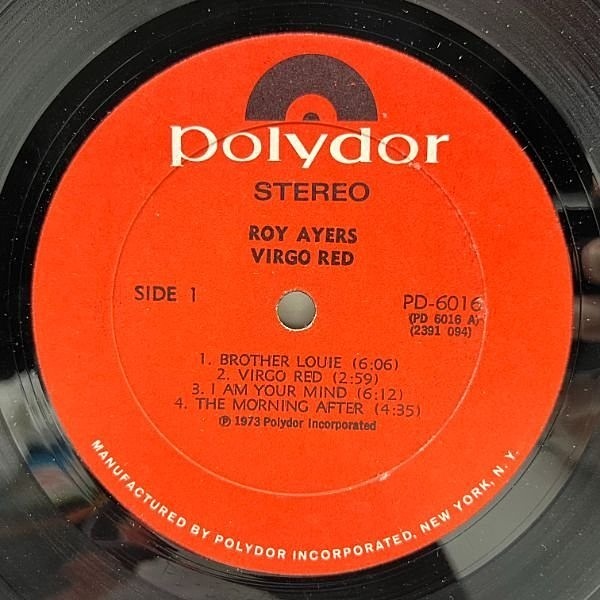 polydor
STEREO
ROY AYERS
VIRGO RED
SIDE 1
PD-6016
(PD 6016 A)
(2391 094)
1. BROTHER LOUIE (6:06)
2. VIRGO RED (2:59)
3. I AM YOUR MIND (6:12)
4. THE MORNING AFTER (4:35)
℗ 1973 Polydor Incorporated
MANUFACTURED BY POLYDOR INCORPORATED, NEW YORK, N. Y.